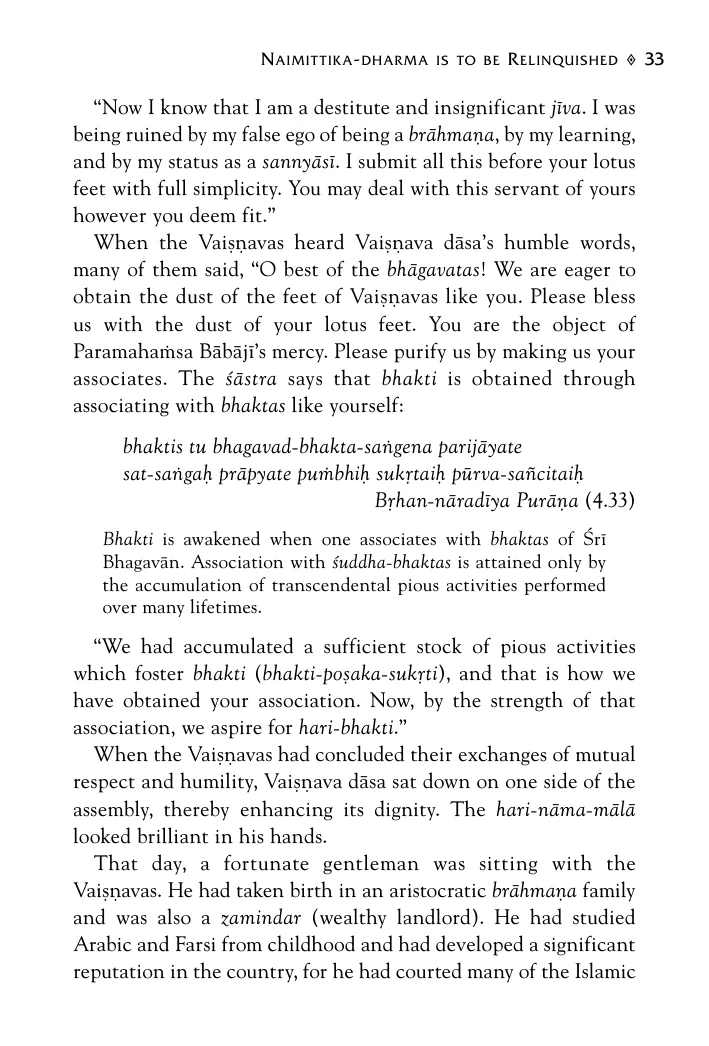 NAIMITTIKA-DHARMA IS TO BE RELINQUISHED ◊ 33
“Now I know that I am a destitute and insignificant jīva. I was
being ruined by my false ego of being a brāhmaṇa, by my learning,
and by my status as a sannyāsī. I submit all this before your lotus
feet with full simplicity. You may deal with this servant of yours
however you deem fit.”
When the Vaiṣṇavas heard Vaiṣṇava dāsa’s humble words,
many of them said, “O best of the bhāgavatas! We are eager to
obtain the dust of the feet of Vaiṣṇavas like you. Please bless
us with the dust of your lotus feet. You are the object of
Paramahaṁsa Bābājī’s mercy. Please purify us by making us your
associates. The śāstra says that bhakti is obtained through
associating with bhaktas like yourself:
bhaktis tu bhagavad-bhakta-saṅgena parijāyate
sat-saṅgaḥ prāpyate puṁbhiḥ sukṛtaiḥ pūrva-sañcitaiḥ
Bṛhan-nāradīya Purāṇa (4.33)
Bhakti is awakened when one associates with bhaktas of Śrī
Bhagavān. Association with śuddha-bhaktas is attained only by
the accumulation of transcendental pious activities performed
over many lifetimes.
“We had accumulated a sufficient stock of pious activities
which foster bhakti (bhakti-poṣaka-sukṛti), and that is how we
have obtained your association. Now, by the strength of that
association, we aspire for hari-bhakti.”
When the Vaiṣṇavas had concluded their exchanges of mutual
respect and humility, Vaiṣṇava dāsa sat down on one side of the
assembly, thereby enhancing its dignity. The hari-nāma-mālā
looked brilliant in his hands.
That day, a fortunate gentleman was sitting with the
Vaiṣṇavas. He had taken birth in an aristocratic brāhmaṇa family
and was also a zamindar (wealthy landlord). He had studied
Arabic and Farsi from childhood and had developed a significant
reputation in the country, for he had courted many of the Islamic